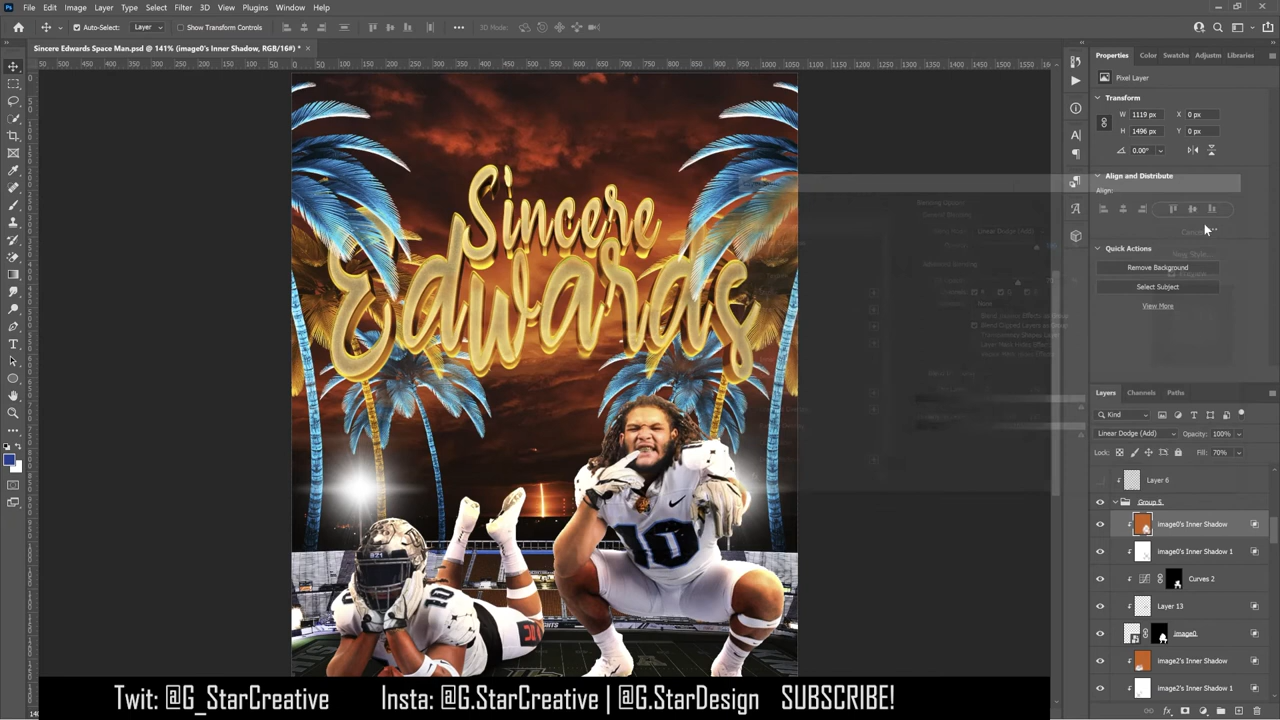 Ps File Edit Image Layer Type Select Filter 3D View Plugins Window Help
Auto-Select: Layer Show Transform Controls 3D Mode:
Sincere Edwards Space Man.psd @ 141% (image0's Inner Shadow, RGB/16#) *
Properties Color Swatche Adjustm Libraries
Pixel Layer
Transform
W 1119 px X 0 px
H 1496 px Y 0 px
0.00°
Align and Distribute
Align:
Quick Actions
Remove Background
Select Subject
View More
Sincere
Edwards
10
10
Layers Channels Paths
Kind
Linear Dodge (Add) Opacity: 100%
Lock: Fill: 70%
Layer 6
Group 5
image0's Inner Shadow
image0's Inner Shadow 1
Curves 2
Layer 13
image0
image2's Inner Shadow
image2's Inner Shadow 1
Twit: @G_StarCreative Insta: @G.StarCreative | @G.StarDesign SUBSCRIBE!